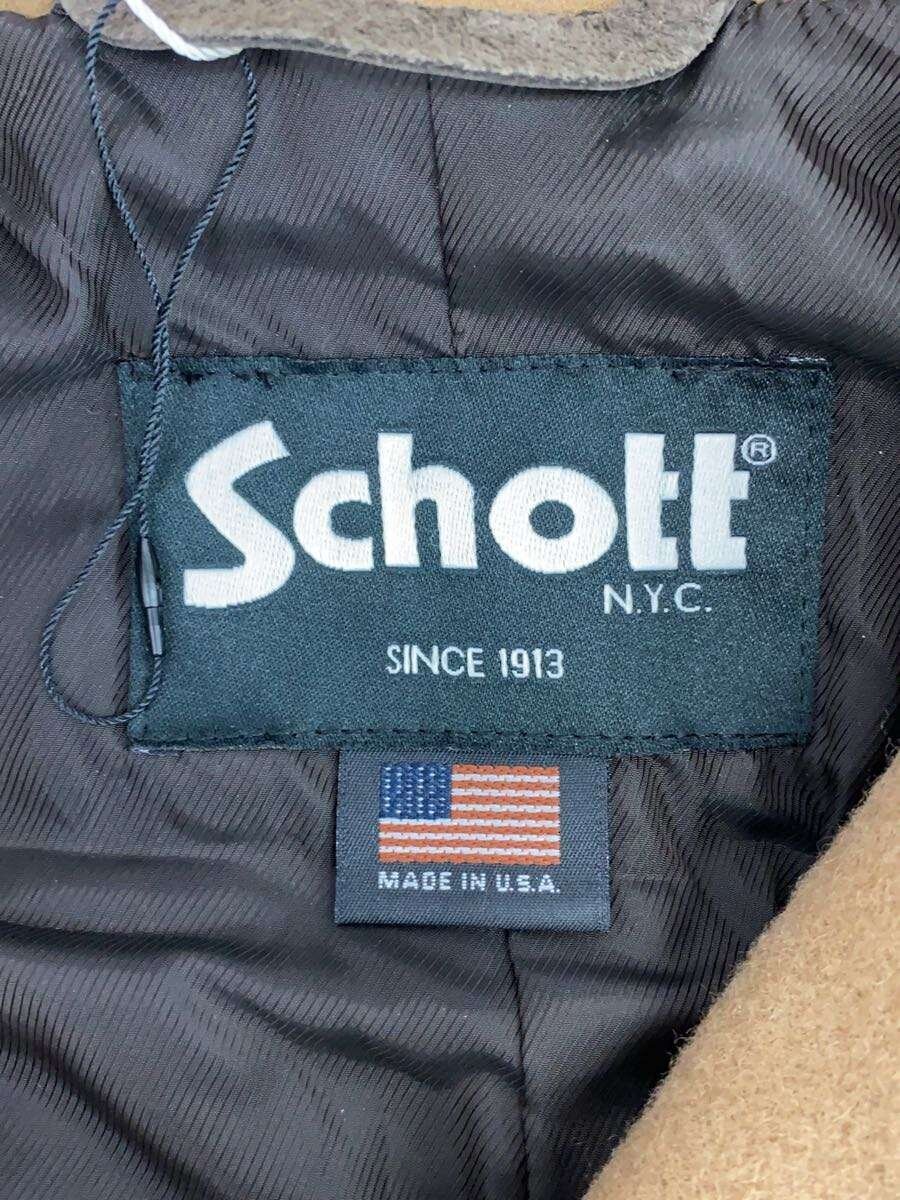 Schott®
N.Y.C.
SINCE 1913
MADE IN U.S.A.